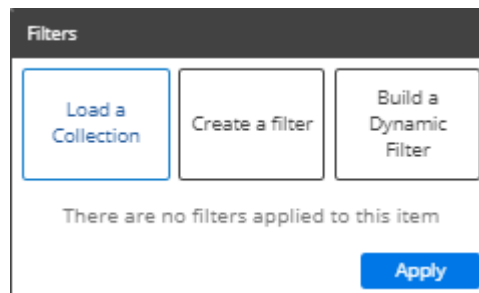 Filters
Load a
Collection
Create a filter
Build a
Dynamic
Filter
There are no filters applied to this item
Apply